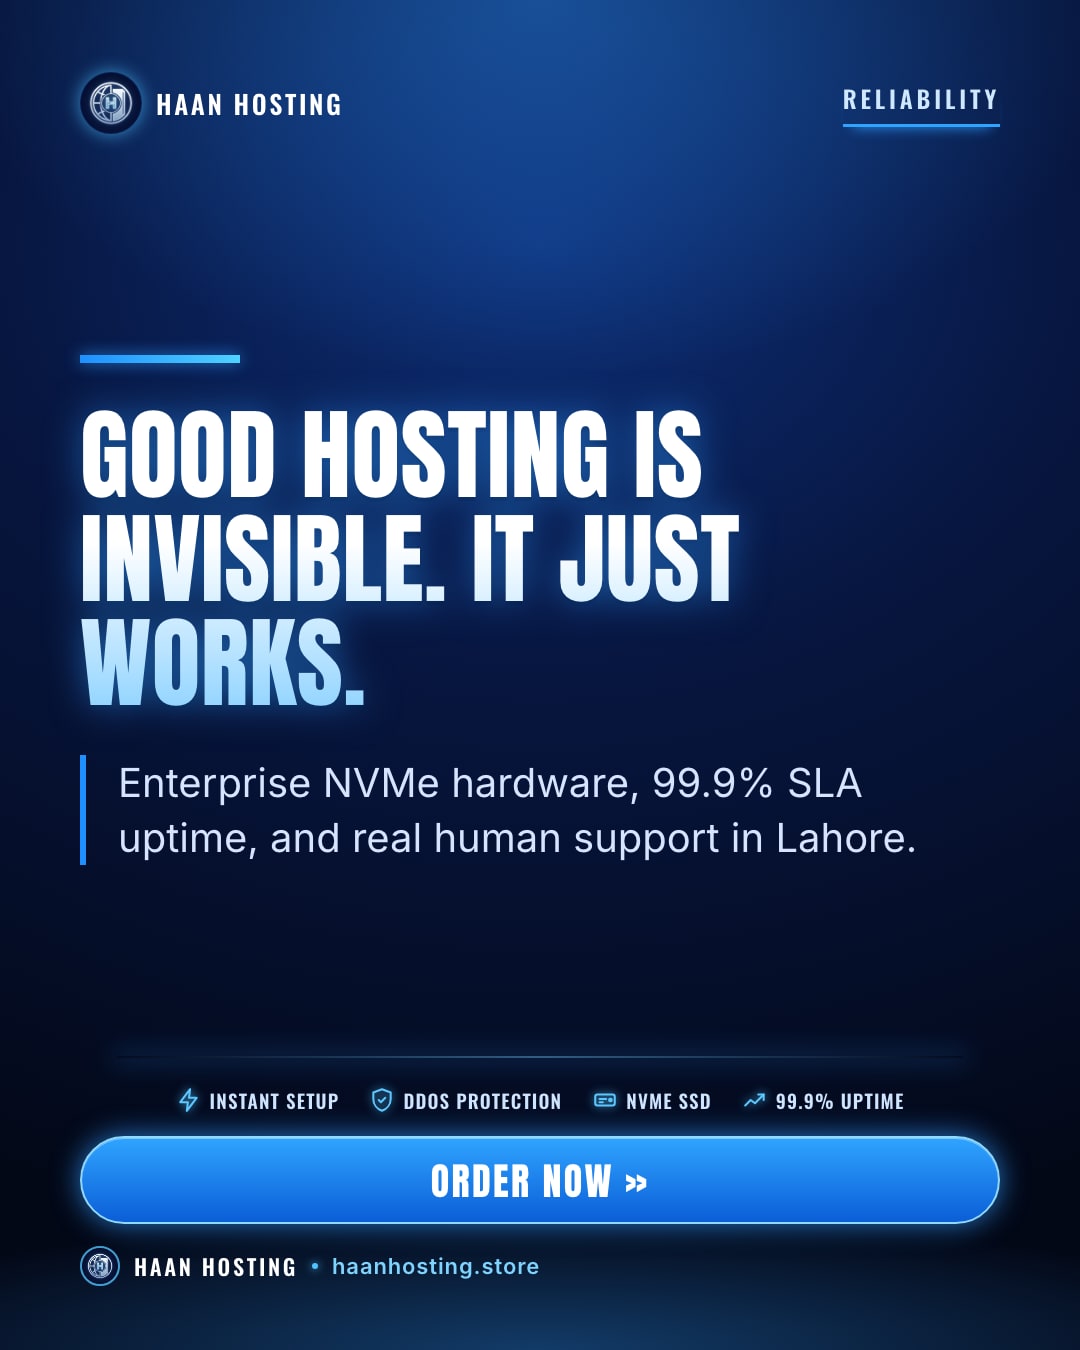 HAAN HOSTING
RELIABILITY
GOOD HOSTING IS
INVISIBLE. IT JUST
WORKS.
Enterprise NVMe hardware, 99.9% SLA
uptime, and real human support in Lahore.
INSTANT SETUP DDOS PROTECTION NVME SSD 99.9% UPTIME
ORDER NOW »
HAAN HOSTING • haanhosting.store